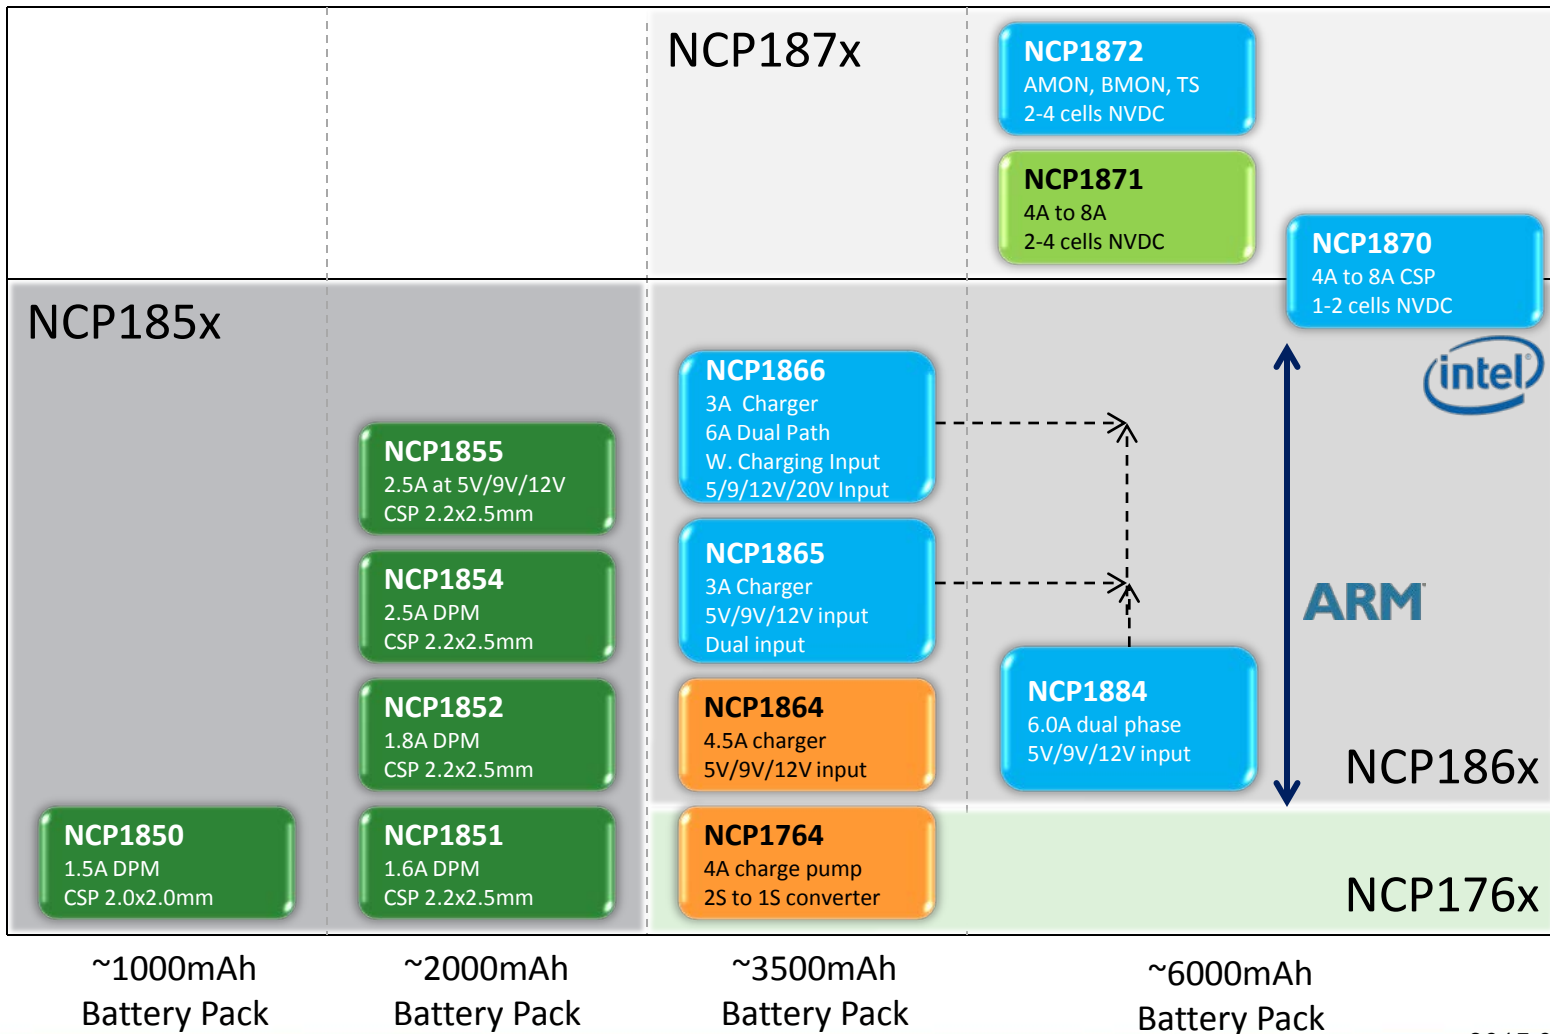 NCP187x
NCP1872
AMON, BMON, TS
2-4 cells NVDC
NCP1871
4A to 8A
2-4 cells NVDC
NCP1870
4A to 8A CSP
1-2 cells NVDC
NCP185x
intel
NCP1866
3A Charger
6A Dual Path
W. Charging Input
5/9/12V/20V Input
NCP1855
2.5A at 5V/9V/12V
CSP 2.2x2.5mm
NCP1865
3A Charger
5V/9V/12V input
Dual input
NCP1854
2.5A DPM
CSP 2.2x2.5mm
ARM
NCP1884
6.0A dual phase
5V/9V/12V input
NCP1852
1.8A DPM
CSP 2.2x2.5mm
NCP1864
4.5A charger
5V/9V/12V input
NCP186x
NCP1850
1.5A DPM
CSP 2.0x2.0mm
NCP1851
1.6A DPM
CSP 2.2x2.5mm
NCP1764
4A charge pump
2S to 1S converter
NCP176x
~1000mAh
Battery Pack
~2000mAh
Battery Pack
~3500mAh
Battery Pack
~6000mAh
Battery Pack